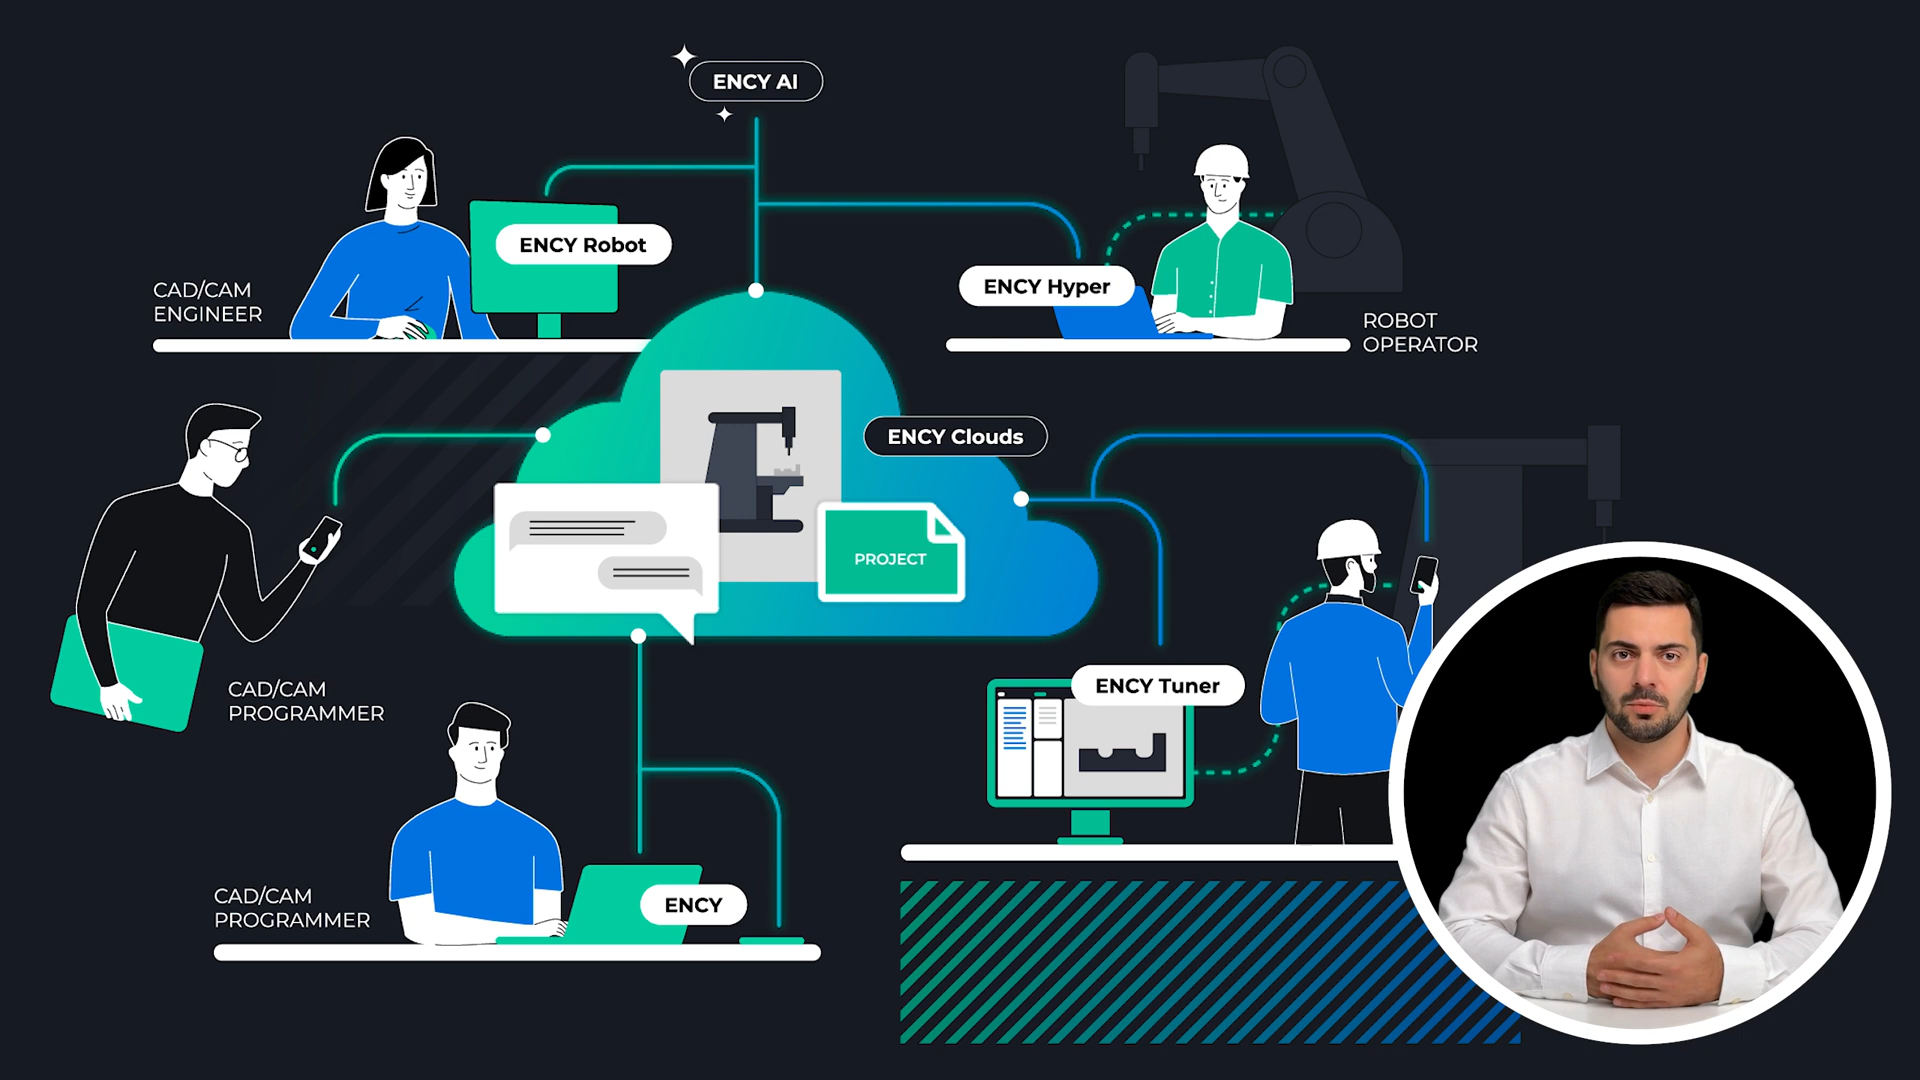 ENCY AI
ENCY Robot
CAD/CAM
ENGINEER
ENCY Hyper
ROBOT
OPERATOR
ENCY Clouds
PROJECT
CAD/CAM
PROGRAMMER
ENCY Tuner
CAD/CAM
PROGRAMMER
ENCY